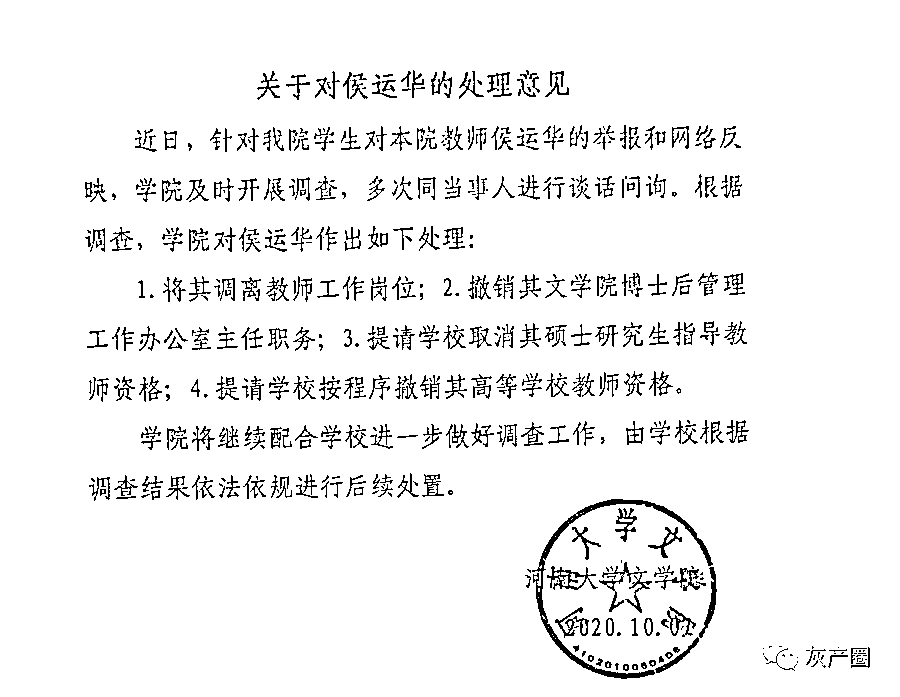 关于对侯运华的处理意见
近日，针对我院学生对本院教师侯运华的举报和网络反
映，学院及时开展调查，多次同当事人进行谈话问询。根据
调查，学院对侯运华作出如下处理：
1.将其调离教师工作岗位；2.撤销其文学院博士后管理
工作办公室主任职务；3.提请学校取消其硕士研究生指导教
师资格；4.提请学校按程序撤销其高等学校教师资格。
学院将继续配合学校进一步做好调查工作，由学校根据
调查结果依法依规进行后续处置。
大学文
河南大学文学院
2020.10.01
4102010060408
灰产圈